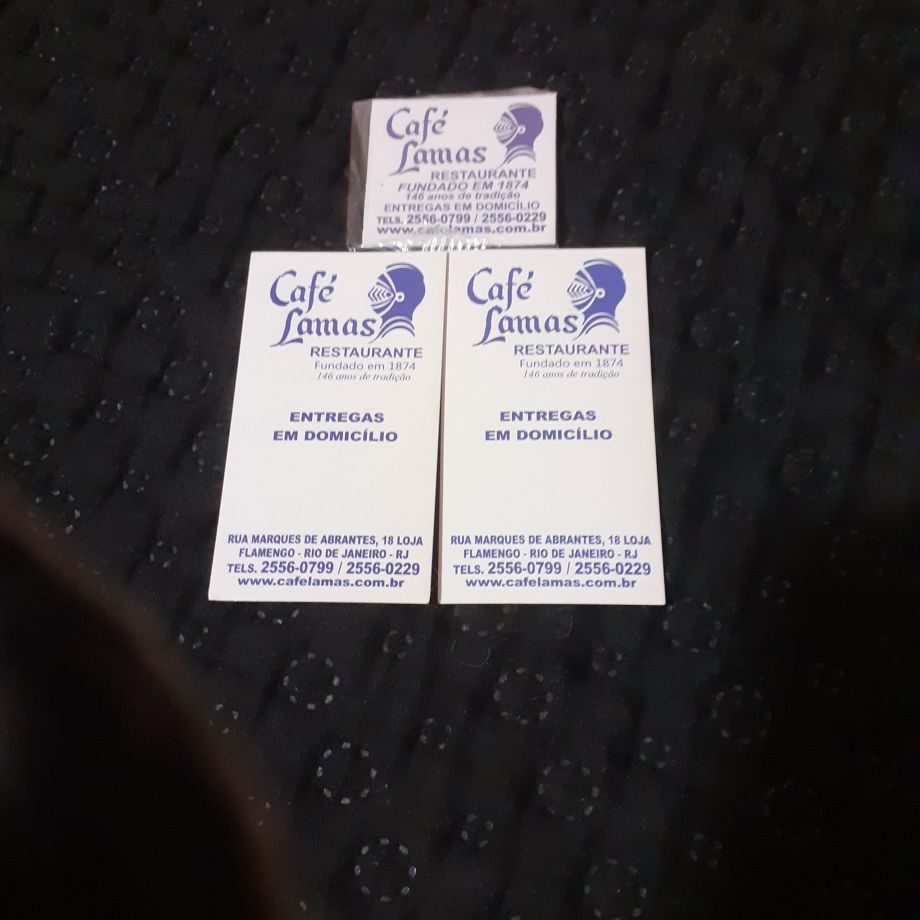 Café
Lamas
RESTAURANTE
FUNDADO EM 1874
146 anos de tradição
ENTREGAS EM DOMICÍLIO
TELS. 2556-0799 / 2556-0229
www.cafelamas.com.br
Café
Lamas
RESTAURANTE
Fundado em 1874
146 anos de tradição
ENTREGAS
EM DOMICÍLIO
RUA MARQUES DE ABRANTES, 18 LOJA
FLAMENGO - RIO DE JANEIRO - RJ
TELS. 2556-0799 / 2556-0229
www.cafelamas.com.br
Café
Lamas
RESTAURANTE
Fundado em 1874
146 anos de tradição
ENTREGAS
EM DOMICÍLIO
RUA MARQUES DE ABRANTES, 18 LOJA
FLAMENGO - RIO DE JANEIRO - RJ
TELS. 2556-0799 / 2556-0229
www.cafelamas.com.br